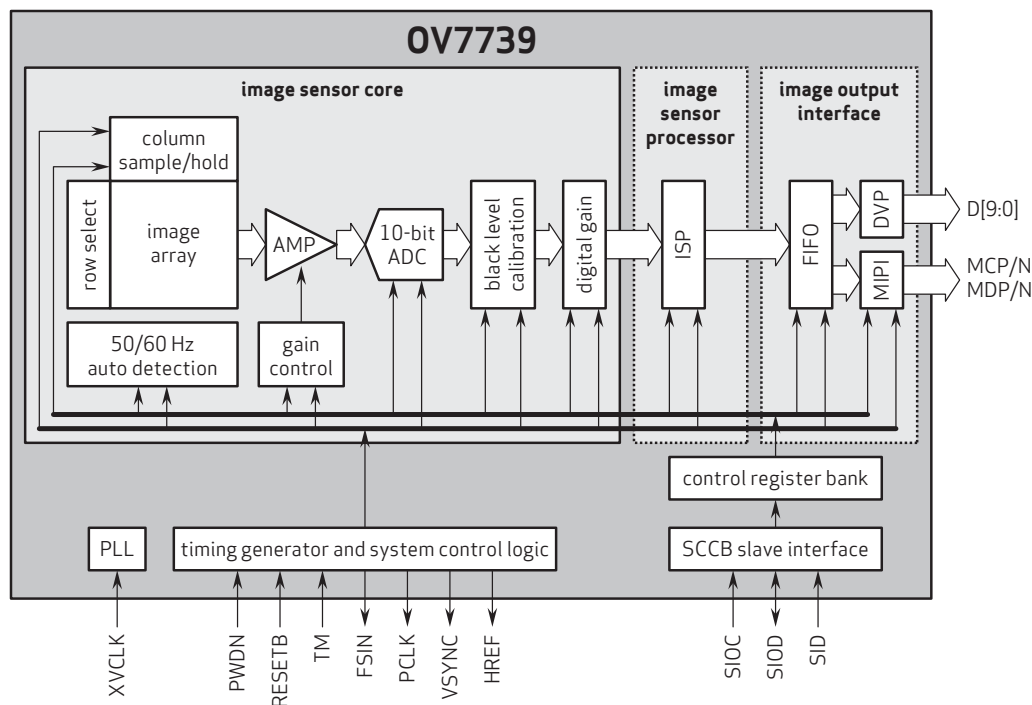 OV7739
image sensor core
image
sensor
processor
image output
interface
column
sample/hold
row select
image
array
AMP
10-bit
ADC
black level
calibration
digital gain
ISP
FIFO
DVP
MIPI
D[9:0]
MCP/N
MDP/N
50/60 Hz
auto detection
gain
control
control register bank
PLL
timing generator and system control logic
SCCB slave interface
XVCLK
PWDN
RESETB
TM
FSIN
PCLK
VSYNC
HREF
SIOC
SIOD
SID